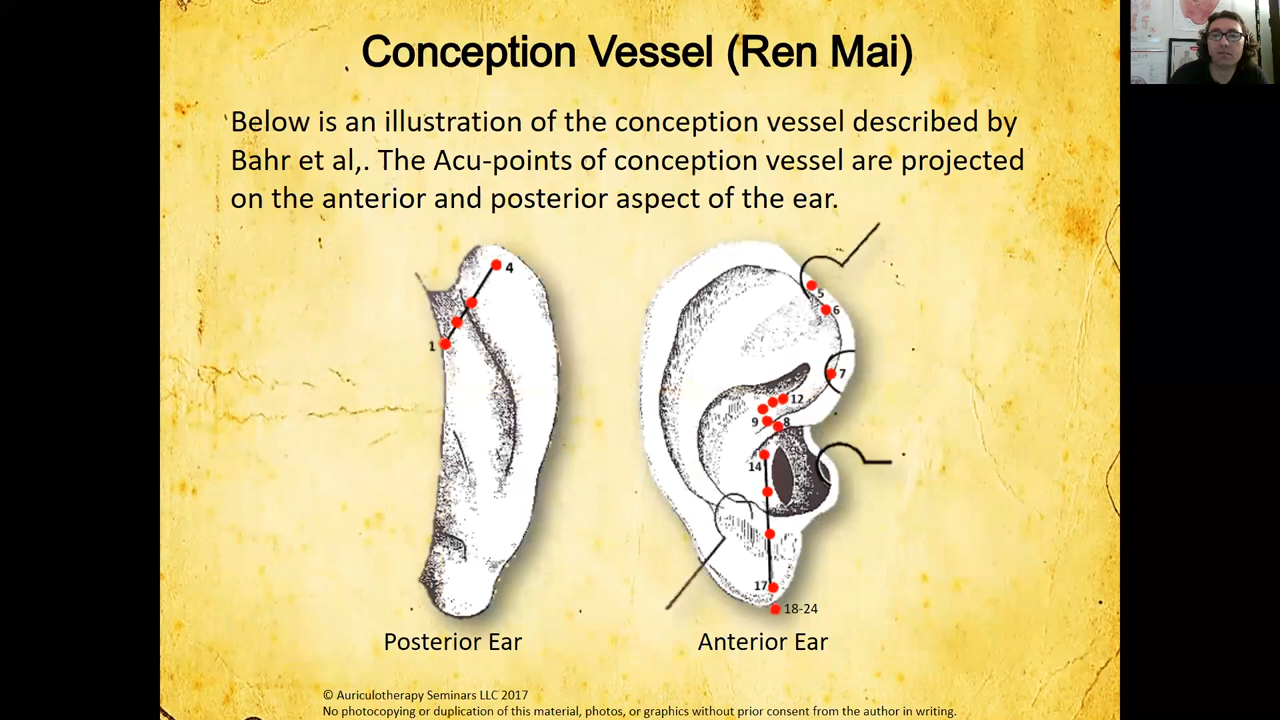 Conception Vessel (Ren Mai)
Below is an illustration of the conception vessel described by
Bahr et al,. The Acu-points of conception vessel are projected
on the anterior and posterior aspect of the ear.
4
1
5
6
7
12
9
8
14
17
18-24
Posterior Ear
Anterior Ear
© Auriculotherapy Seminars LLC 2017
No photocopying or duplication of this material, photos, or graphics without prior consent from the author in writing.